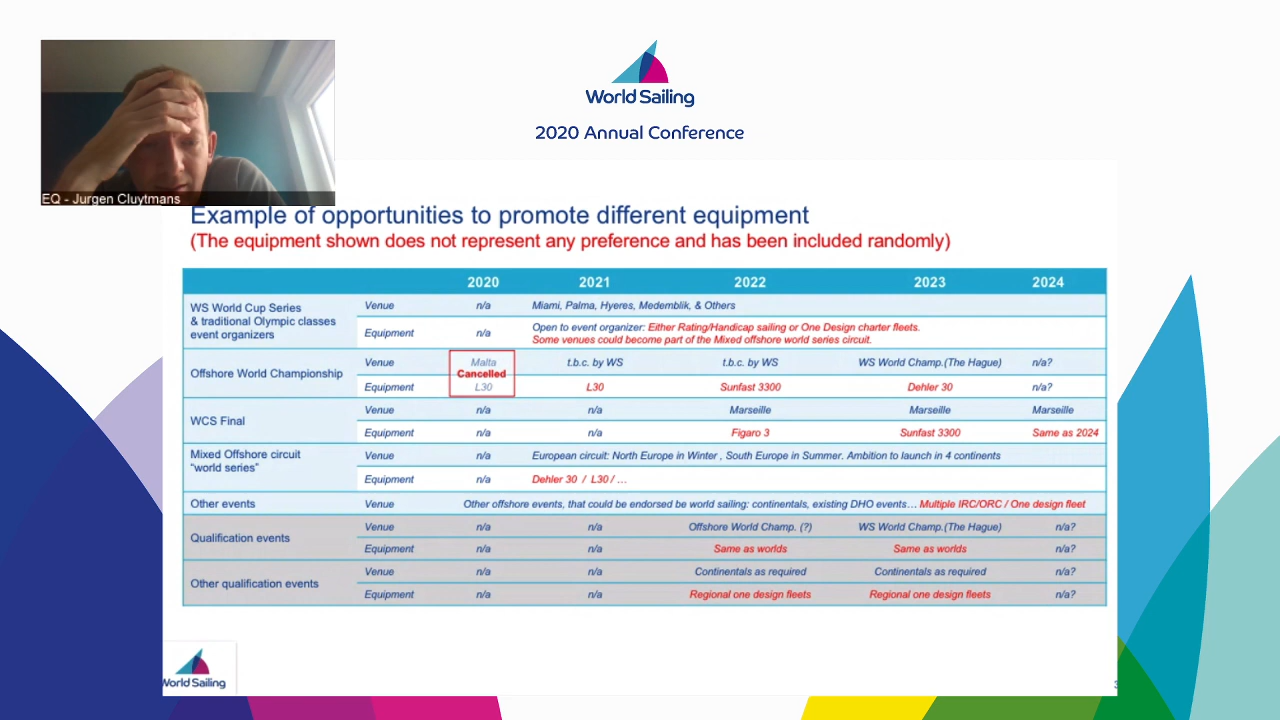 World Sailing
2020 Annual Conference
EQ - Jurgen Cluytmans
Example of opportunities to promote different equipment
(The equipment shown does not represent any preference and has been included randomly)
2020 2021 2022 2023 2024
WS World Cup Series
& traditional Olympic classes
event organizers
Venue n/a Miami, Palma, Hyeres, Medemblik, & Others
Equipment n/a Open to event organizer: Either Rating/Handicap sailing or One Design charter fleets.
Some venues could become part of the Mixed offshore world series circuit.
Offshore World Championship
Venue Malta t.b.c. by WS t.b.c. by WS WS World Champ.(The Hague) n/a?
Cancelled
Equipment L30 L30 Sunfast 3300 Dehler 30 n/a?
WCS Final
Venue n/a n/a Marseille Marseille Marseille
Equipment n/a n/a Figaro 3 Sunfast 3300 Same as 2024
Mixed Offshore circuit
"world series"
Venue n/a European circuit: North Europe in Winter , South Europe in Summer. Ambition to launch in 4 continents
Equipment n/a Dehler 30 / L30 / …
Other events Venue Other offshore events, that could be endorsed be world sailing: continentals, existing DHO events… Multiple IRC/ORC / One design fleet
Qualification events
Venue n/a n/a Offshore World Champ. (?) WS World Champ.(The Hague) n/a?
Equipment n/a n/a Same as worlds Same as worlds n/a?
Other qualification events
Venue n/a n/a Continentals as required Continentals as required n/a?
Equipment n/a n/a Regional one design fleets Regional one design fleets n/a?
World Sailing